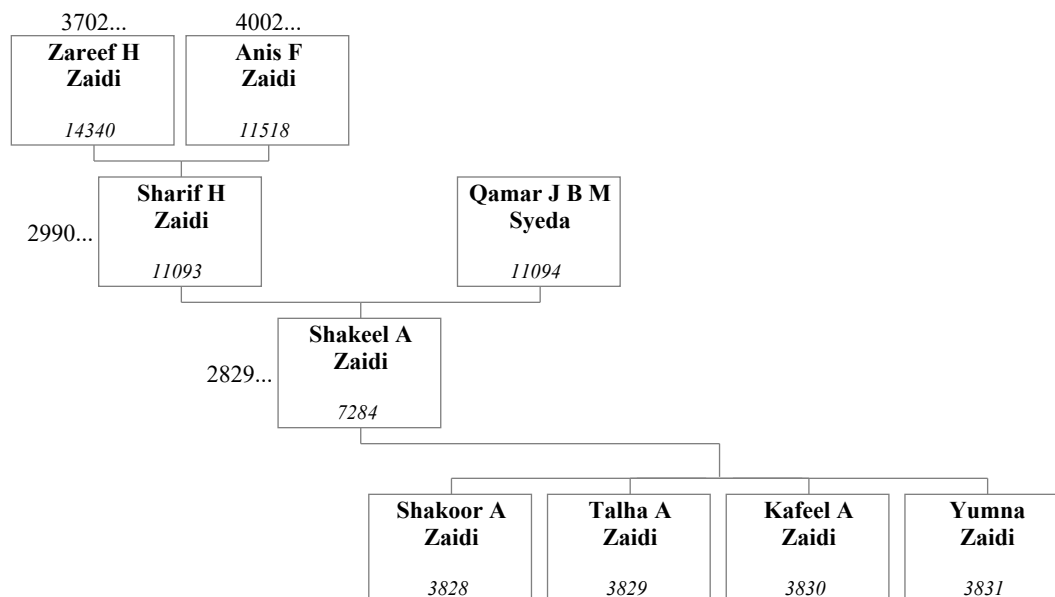 3702...
4002...
Zareef H
Zaidi
14340
Anis F
Zaidi
11518
2990...
Sharif H
Zaidi
11093
Qamar J B M
Syeda
11094
2829...
Shakeel A
Zaidi
7284
Shakoor A
Zaidi
3828
Talha A
Zaidi
3829
Kafeel A
Zaidi
3830
Yumna
Zaidi
3831